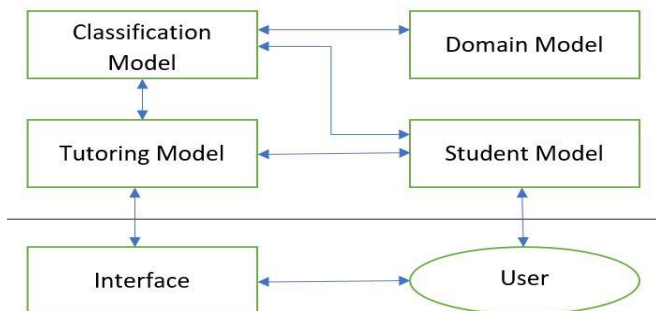 Classification
Model
Domain Model
Tutoring Model
Student Model
Interface
User